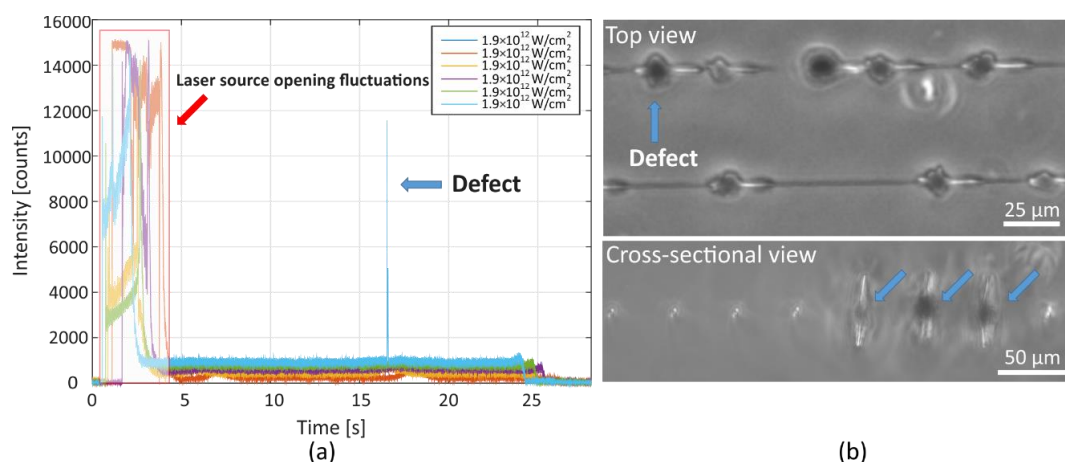 16000
14000
12000
10000
8000
6000
4000
2000
0
Intensity [counts]
1.9×10¹² W/cm²
1.9×10¹² W/cm²
1.9×10¹² W/cm²
1.9×10¹² W/cm²
1.9×10¹² W/cm²
1.9×10¹² W/cm²
Laser source opening fluctuations
Defect
0 5 10 15 20 25
Time [s]
(a)
Top view
Defect
25 µm
Cross-sectional view
50 µm
(b)